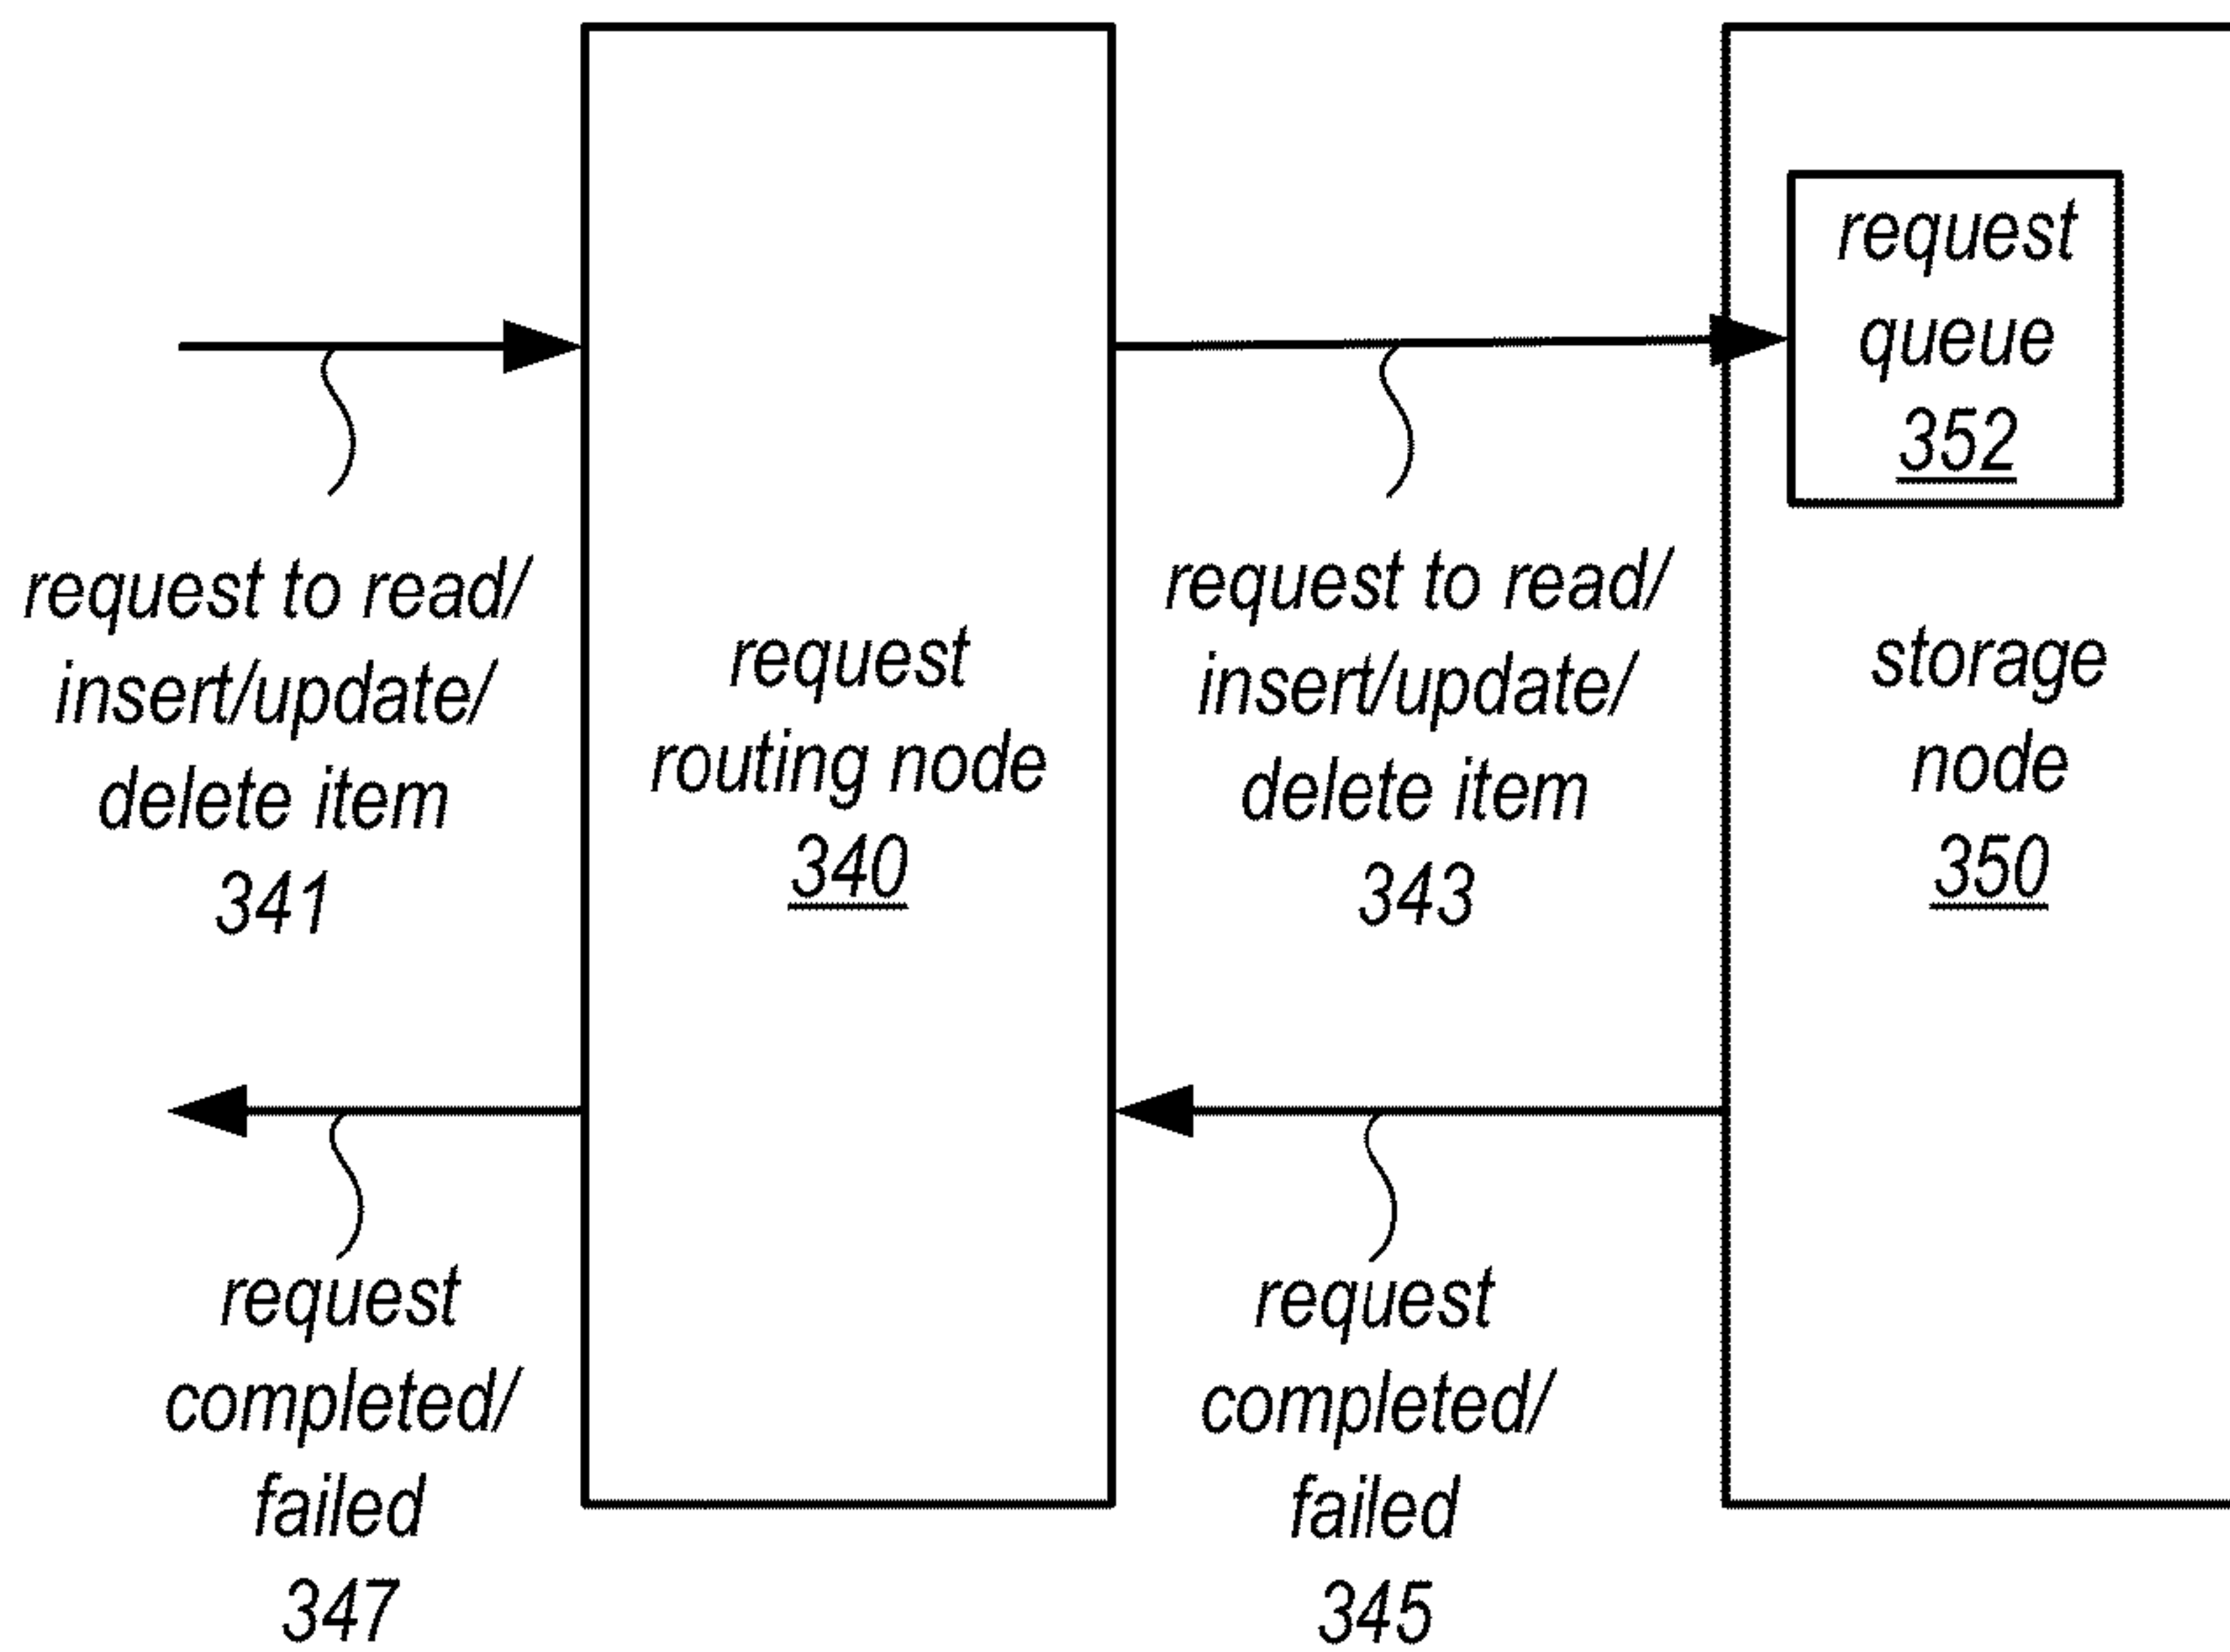 request
queue
352
request to read/
insert/update/
delete item
341
request
routing node
340
request to read/
insert/update/
delete item
343
storage
node
350
request
completed/
failed
347
request
completed/
failed
345